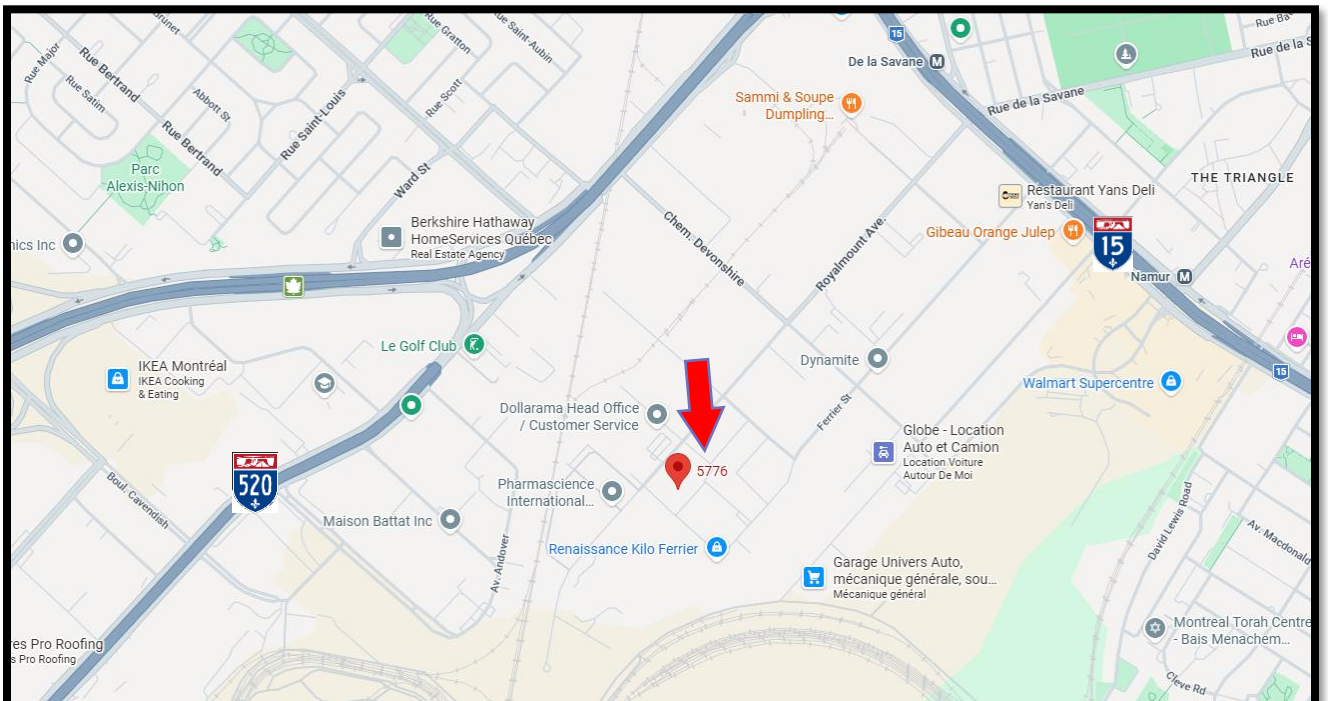 Rue Major
Rue Bertrand
Rue Satim
Abbott St
Rue Bertrand
Rue Saint-Louis
Rue Gratton
Rue Saint-Aubin
Rue Scott
Ward St
Parc
Alexis-Nihon
15
De la Savane
M
Rue de la Savane
Sammi & Soupe
Dumpling...
THE TRIANGLE
Restaurant Yans Deli
Yan's Deli
Gibeau Orange Julep
15
Namur
M
Berkshire Hathaway
HomeServices Québec
Real Estate Agency
Chem. Devonshire
Royalmount Ave.
Le Golf Club
IKEA Montréal
IKEA Cooking
& Eating
Dynamite
Walmart Supercentre
15
Dollarama Head Office
/ Customer Service
Ferrier St
Globe - Location
Auto et Camion
Location Voiture
Autour De Moi
5776
520
Boul. Cavendish
Pharmascience
International...
Maison Battat Inc
Renaissance Kilo Ferrier
Av. Andover
David Lewis Road
Av. Macdonald
Garage Univers Auto,
mécanique générale, sou...
Mécanique général
Montreal Torah Centre
- Bais Menachem...
Cleve Rd
Pro Roofing
Pro Roofing